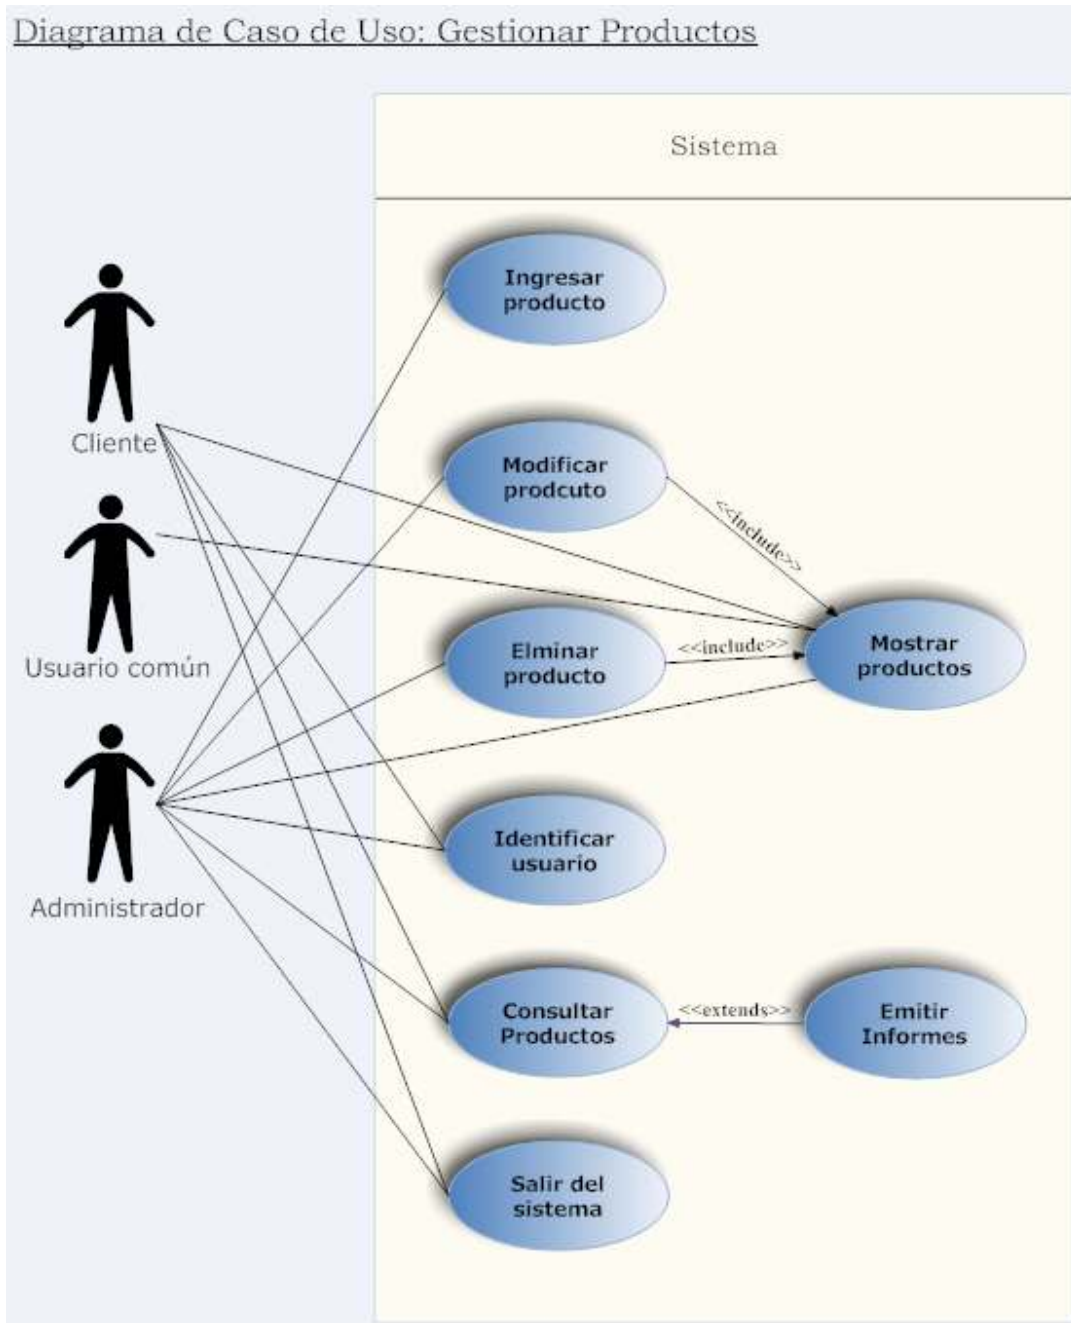 Diagrama de Caso de Uso: Gestionar Productos
Sistema
Ingresar
producto
Cliente
Modificar
prodcuto
<<include>>
Usuario común
Elminar
producto
<<include>>
Mostrar
productos
Administrador
Identificar
usuario
Consultar
Productos
<<extends>>
Emitir
Informes
Salir del
sistema